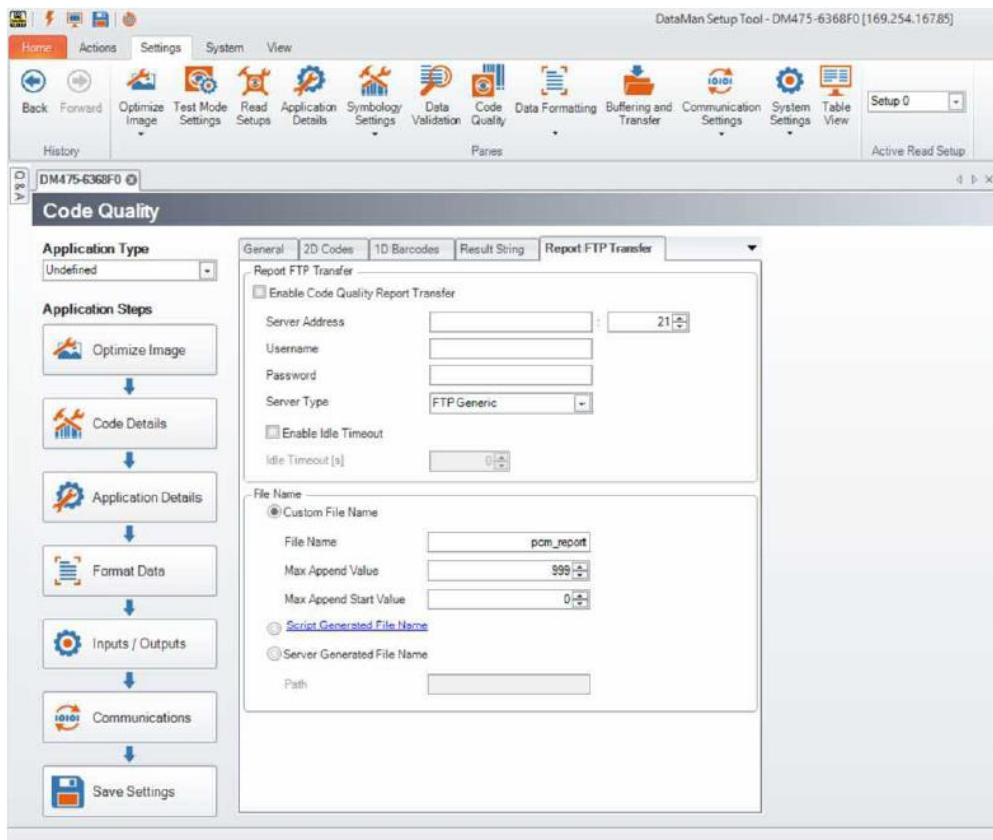 DataMan Setup Tool - DM475-6368F0 [169.254.167.85]
Home Actions Settings System View
Back Forward Optimize Image Test Mode Settings Read Setups Application Details Symbology Settings Data Validation Code Quality Data Formatting Buffering and Transfer Communication Settings System Settings Table View Setup 0
History Panes Active Read Setup
Q & A
DM475-6368F0
Code Quality
Application Type
Undefined
Application Steps
Optimize Image
Code Details
Application Details
Format Data
Inputs / Outputs
Communications
Save Settings
General 2D Codes 1D Barcodes Result String Report FTP Transfer
Report FTP Transfer
Enable Code Quality Report Transfer
Server Address : 21
Username
Password
Server Type FTP Generic
Enable Idle Timeout
Idle Timeout [s] 0
File Name
Custom File Name
File Name pcm_report
Max Append Value 999
Max Append Start Value 0
Script Generated File Name
Server Generated File Name
Path